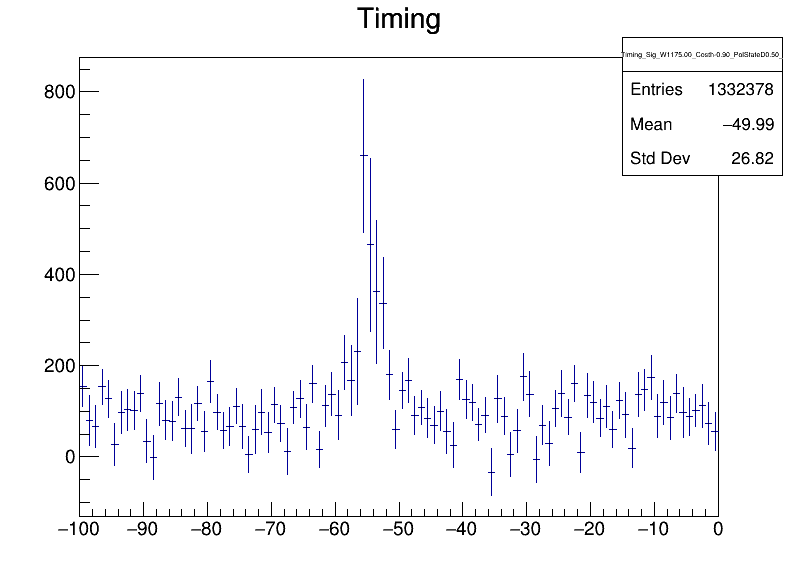 Timing
Timing_Sig_W1175.00_Costh-0.90_PolStateD0.50_
Entries 1332378
Mean −49.99
Std Dev 26.82
800
600
400
200
0
−100 −90 −80 −70 −60 −50 −40 −30 −20 −10 0